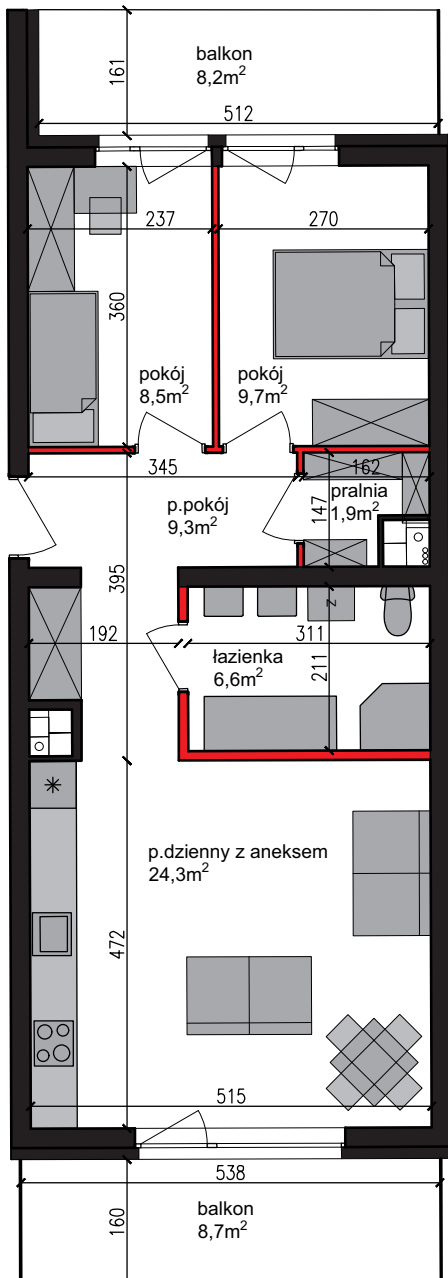 161
balkon
8,2m²
512
237
270
360
pokój
8,5m²
pokój
9,7m²
345
162
p.pokój
9,3m²
pralnia
1,9m²
147
395
192
311
z
łazienka
6,6m²
211
p.dzienny z aneksem
24,3m²
472
515
538
balkon
8,7m²
160